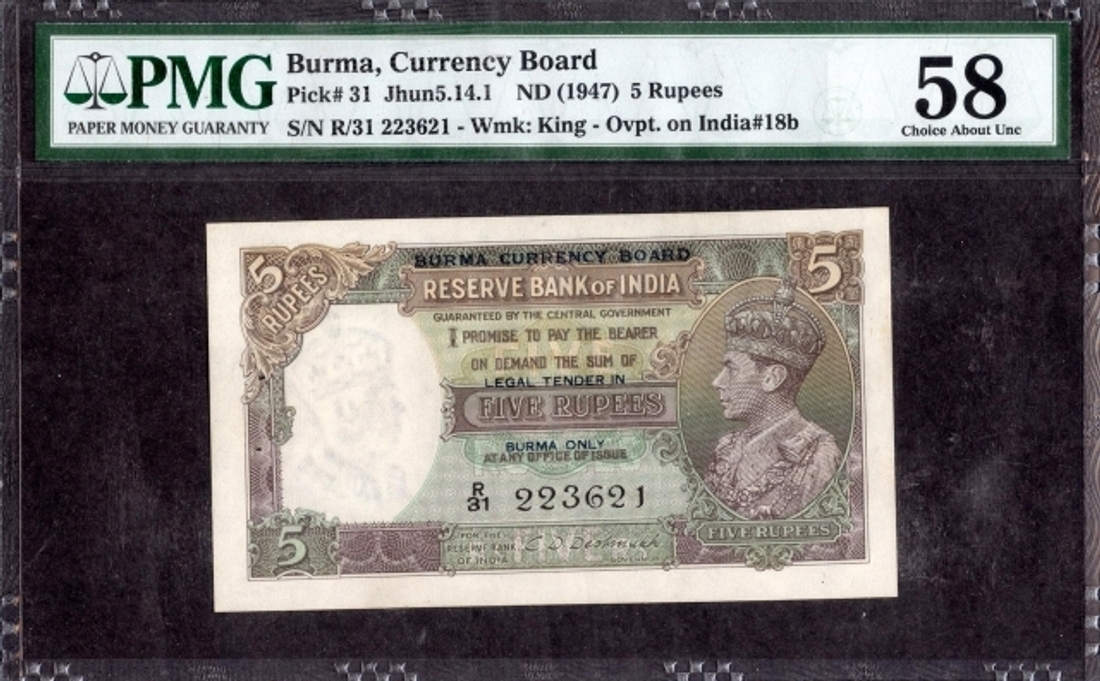 PMG
PAPER MONEY GUARANTY
Burma, Currency Board
Pick# 31 Jhun5.14.1 ND (1947) 5 Rupees
S/N R/31 223621 - Wmk: King - Ovpt. on India#18b
58
Choice About Unc
5 RUPEES
BURMA CURRENCY BOARD
5
RESERVE BANK OF INDIA
GUARANTEED BY THE CENTRAL GOVERNMENT
I PROMISE TO PAY THE BEARER
ON DEMAND THE SUM OF
LEGAL TENDER IN
FIVE RUPEES
BURMA ONLY
AT ANY OFFICE OF ISSUE
R/31 223621
5
FOR THE
RESERVE BANK
OF INDIA
C D Deshmukh
GOVERNOR
FIVE RUPEES